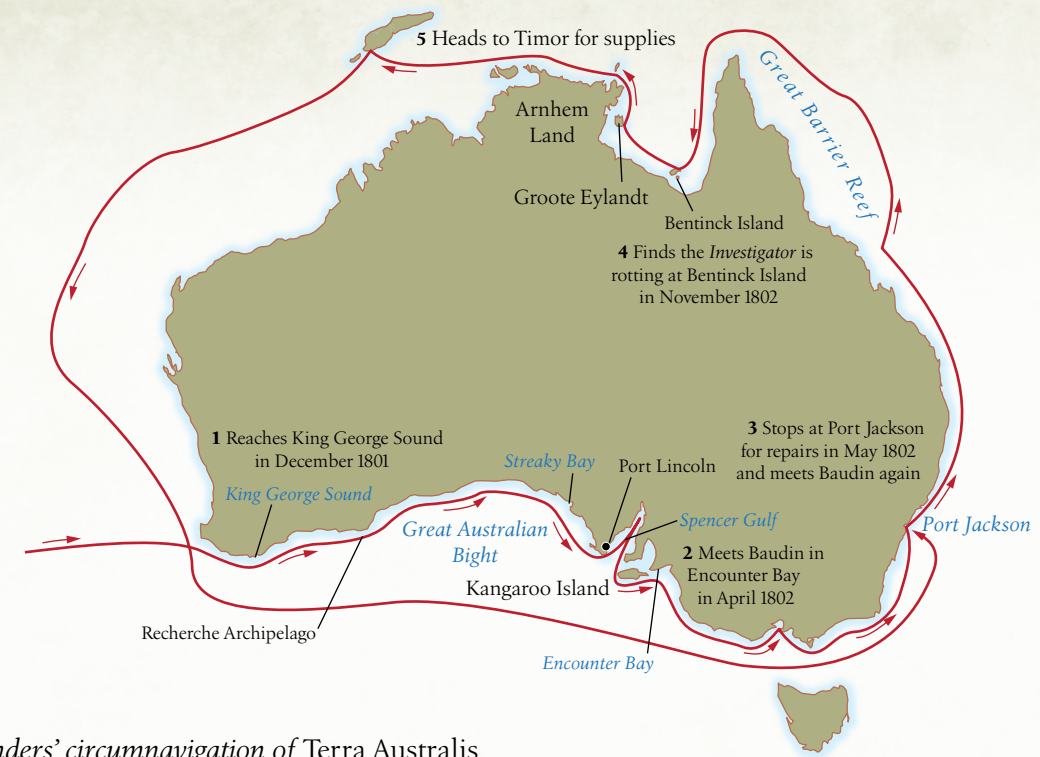 5 Heads to Timor for supplies
Great Barrier Reef
Arnhem
Land
Groote Eylandt
Bentinck Island
4 Finds the Investigator is
rotting at Bentinck Island
in November 1802
1 Reaches King George Sound
in December 1801
King George Sound
3 Stops at Port Jackson
for repairs in May 1802
and meets Baudin again
Streaky Bay
Port Lincoln
Great Australian
Bight
Spencer Gulf
Port Jackson
2 Meets Baudin in
Encounter Bay
in April 1802
Kangaroo Island
Recherche Archipelago
Encounter Bay
circumnavigation of Terra Australis